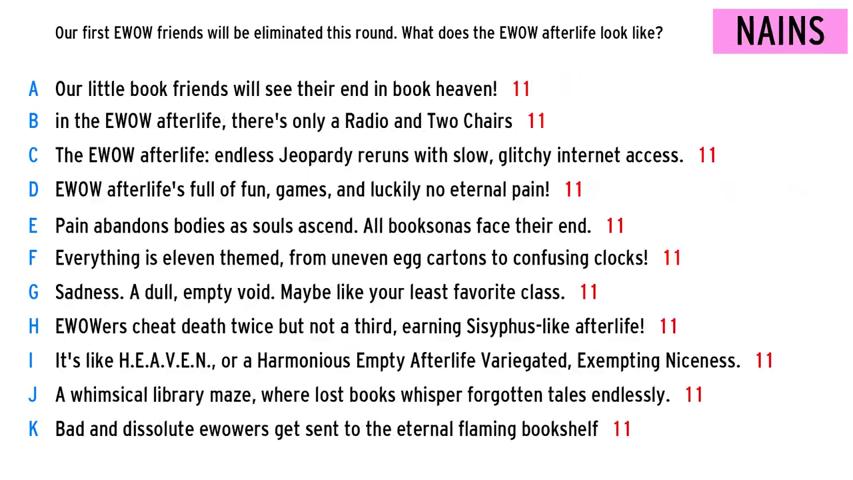 Our first EWOW friends will be eliminated this round. What does the EWOW afterlife look like?
NAINS
A Our little book friends will see their end in book heaven! 11
B in the EWOW afterlife, there's only a Radio and Two Chairs 11
C The EWOW afterlife: endless Jeopardy reruns with slow, glitchy internet access. 11
D EWOW afterlife's full of fun, games, and luckily no eternal pain! 11
E Pain abandons bodies as souls ascend. All booksonas face their end. 11
F Everything is eleven themed, from uneven egg cartons to confusing clocks! 11
G Sadness. A dull, empty void. Maybe like your least favorite class. 11
H EWOWers cheat death twice but not a third, earning Sisyphus-like afterlife! 11
I It's like H.E.A.V.E.N., or a Harmonious Empty Afterlife Variegated, Exempting Niceness. 11
J A whimsical library maze, where lost books whisper forgotten tales endlessly. 11
K Bad and dissolute ewowers get sent to the eternal flaming bookshelf 11